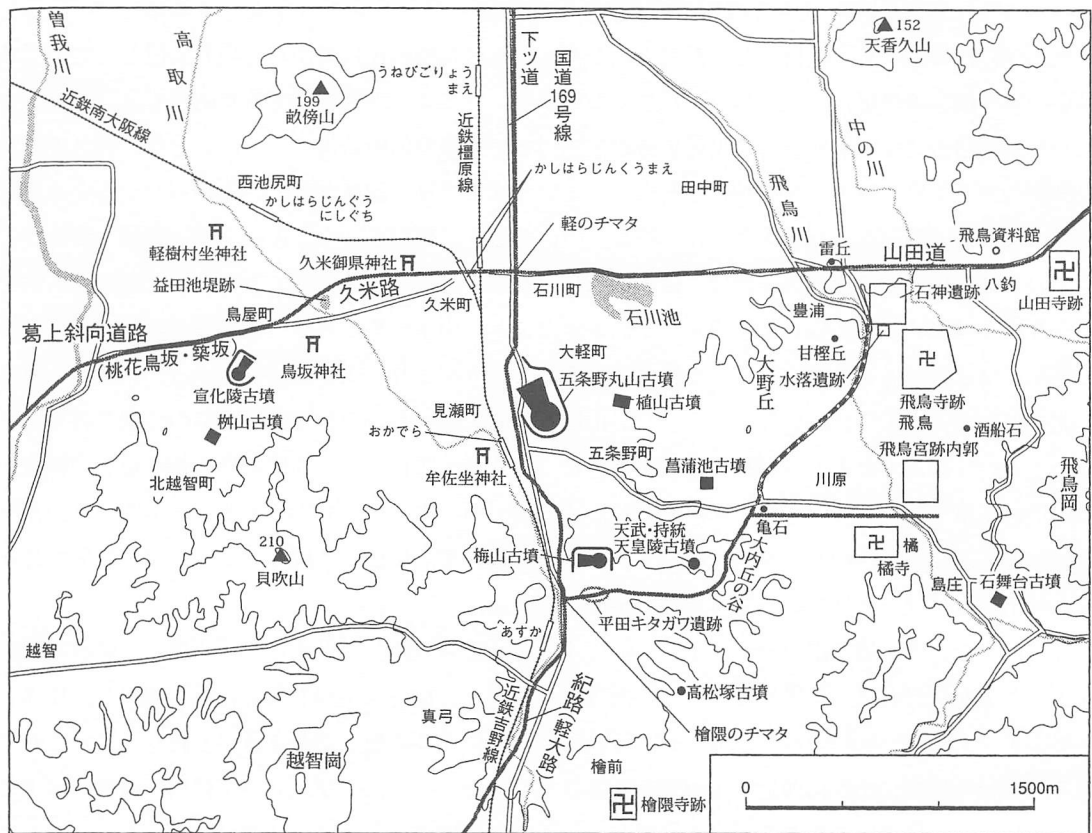 曽我川
高取川
近鉄南大阪線
199
畝傍山
うねびごりょう
まえ
近鉄橿原線
下ツ道
国道169号線
152
天香久山
中の川
飛鳥川
田中町
かしはらじんくうまえ
西池尻町
かしはらじんぐう
にしぐち
軽樹村坐神社
久米御県神社
益田池堤跡
久米路
鳥屋町
久米町
軽のチマタ
石川町
石川池
雷丘
山田道
飛鳥資料館
八釣
山田寺跡
石神遺跡
豊浦
甘樫丘
水落遺跡
葛上斜向道路
(桃花鳥坂・築坂)
鳥坂神社
宣化陵古墳
桝山古墳
北越智町
見瀬町
おかでら
牟佐坐神社
大軽町
五条野丸山古墳
植山古墳
大野丘
五条野町
菖蒲池古墳
飛鳥寺跡
飛鳥
酒船石
飛鳥宮跡内郭
飛鳥岡
川原
亀石
橘
橘寺
島庄
石舞台古墳
210
貝吹山
梅山古墳
天武・持統
天皇陵古墳
大内丘の谷
平田キタガワ遺跡
越智
あすか
真弓
近鉄吉野線
紀路(軽大路)
高松塚古墳
檜隈のチマタ
越智崗
檜前
檜隈寺跡
0
1500m